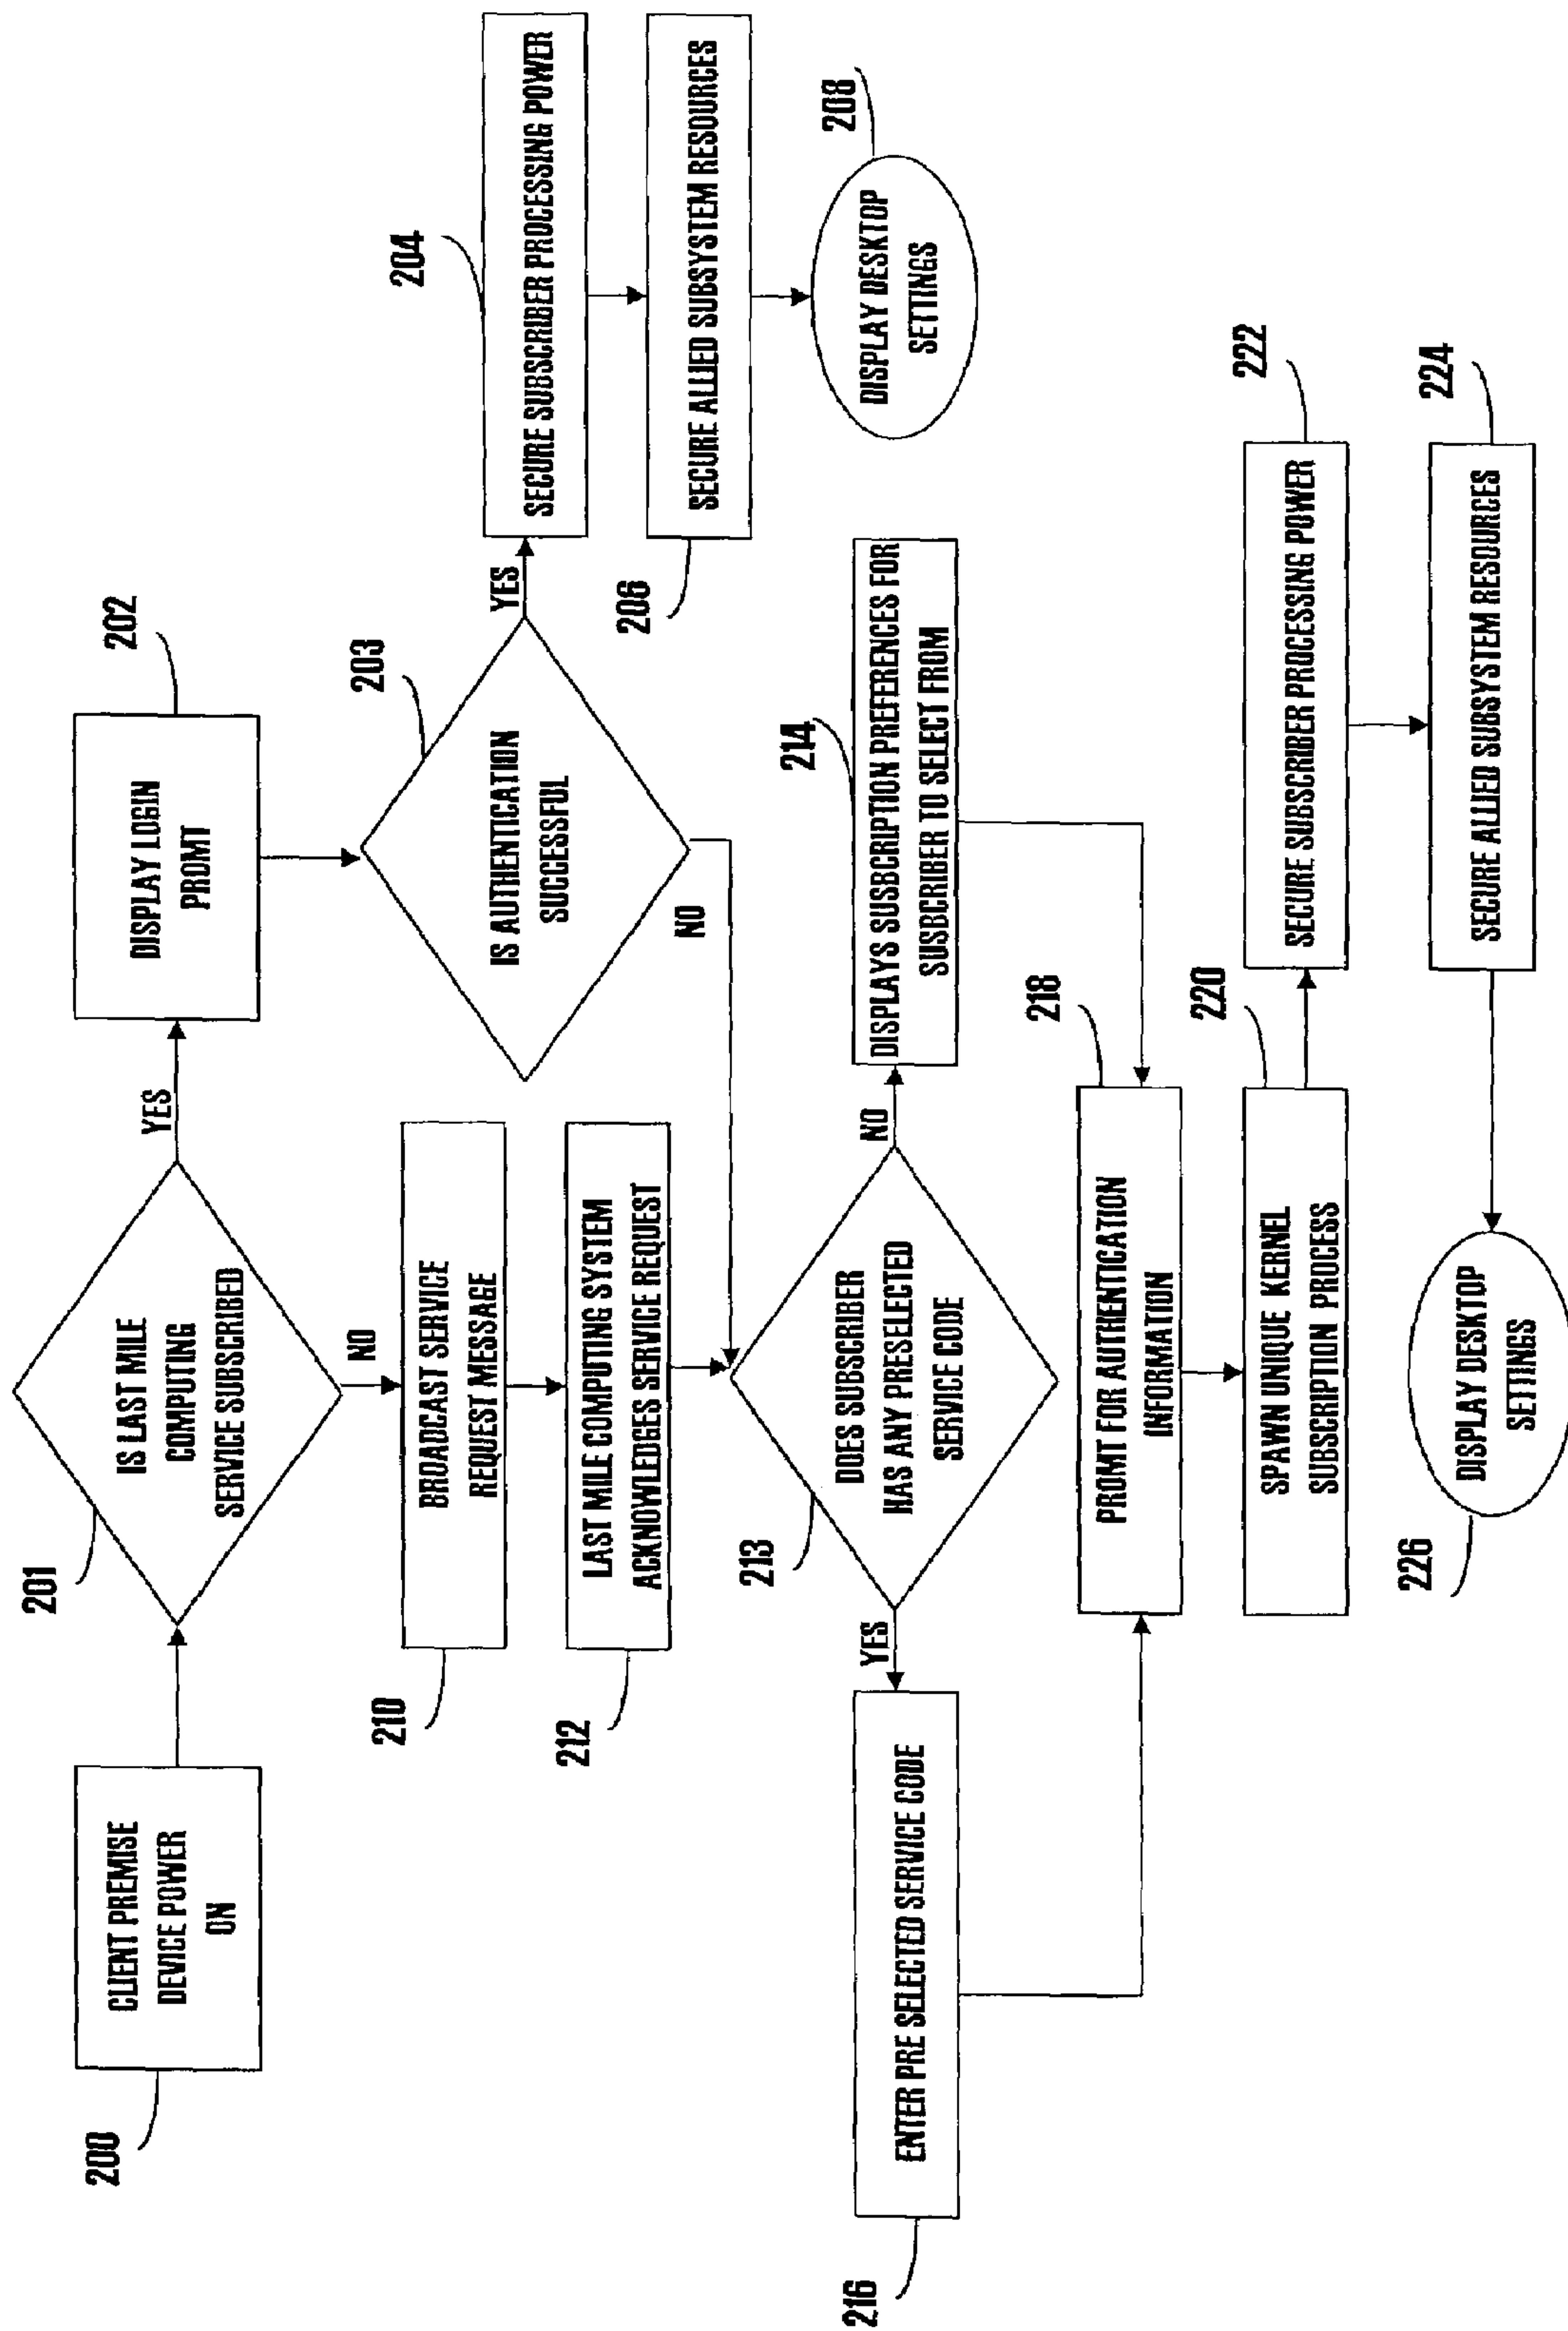 200
CLIENT PREMISE
DEVICE POWER
ON
201
IS LAST MILE
COMPUTING
SERVICE SUBSCRIBED
YES
NO
202
DISPLAY LOGIN
PROMT
203
IS AUTHENTICATION
SUCCESSFUL
YES
NO
204
SECURE SUBSCRIBER PROCESSING POWER
206
SECURE ALLIED SUBSYSTEM RESOURCES
208
DISPLAY DESKTOP
SETTINGS
210
BROADCAST SERVICE
REQUEST MESSAGE
212
LAST MILE COMPUTING SYSTEM
ACKNOWLEDGES SERVICE REQUEST
213
DOES SUBSCRIBER
HAS ANY PRESELECTED
SERVICE CODE
YES
NO
214
DISPLAYS SUSBCRIPTION PREFERENCES FOR
SUSBCRIBER TO SELECT FROM
216
ENTER PRE SELECTED SERVICE CODE
218
PROMT FOR AUTHENTICATION
INFORMATION
220
SPAWN UNIQUE KERNEL
SUBSCRIPTION PROCESS
222
SECURE SUBSCRIBER PROCESSING POWER
224
SECURE ALLIED SUBSYSTEM RESOURCES
226
DISPLAY DESKTOP
SETTINGS